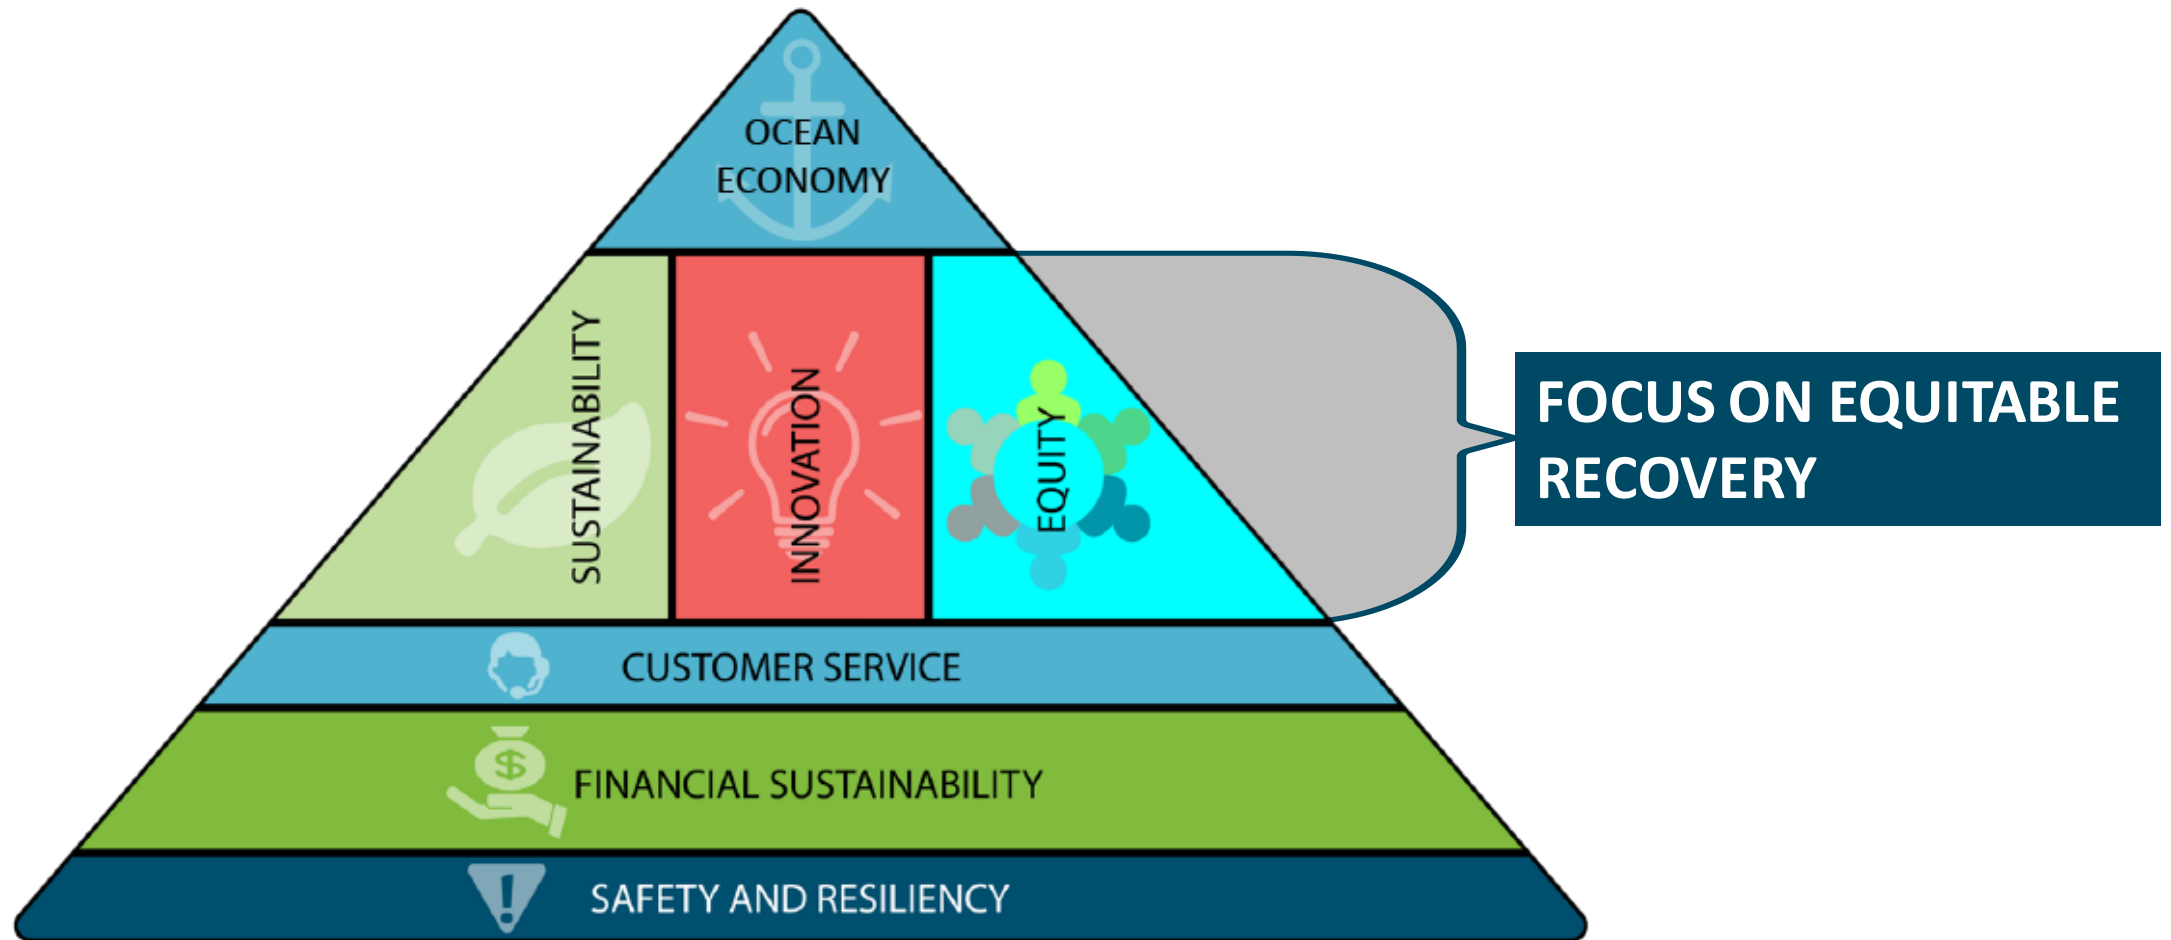 OCEAN
ECONOMY
SUSTAINABILITY
INNOVATION
EQUITY
FOCUS ON EQUITABLE
RECOVERY
CUSTOMER SERVICE
$
FINANCIAL SUSTAINABILITY
!
SAFETY AND RESILIENCY